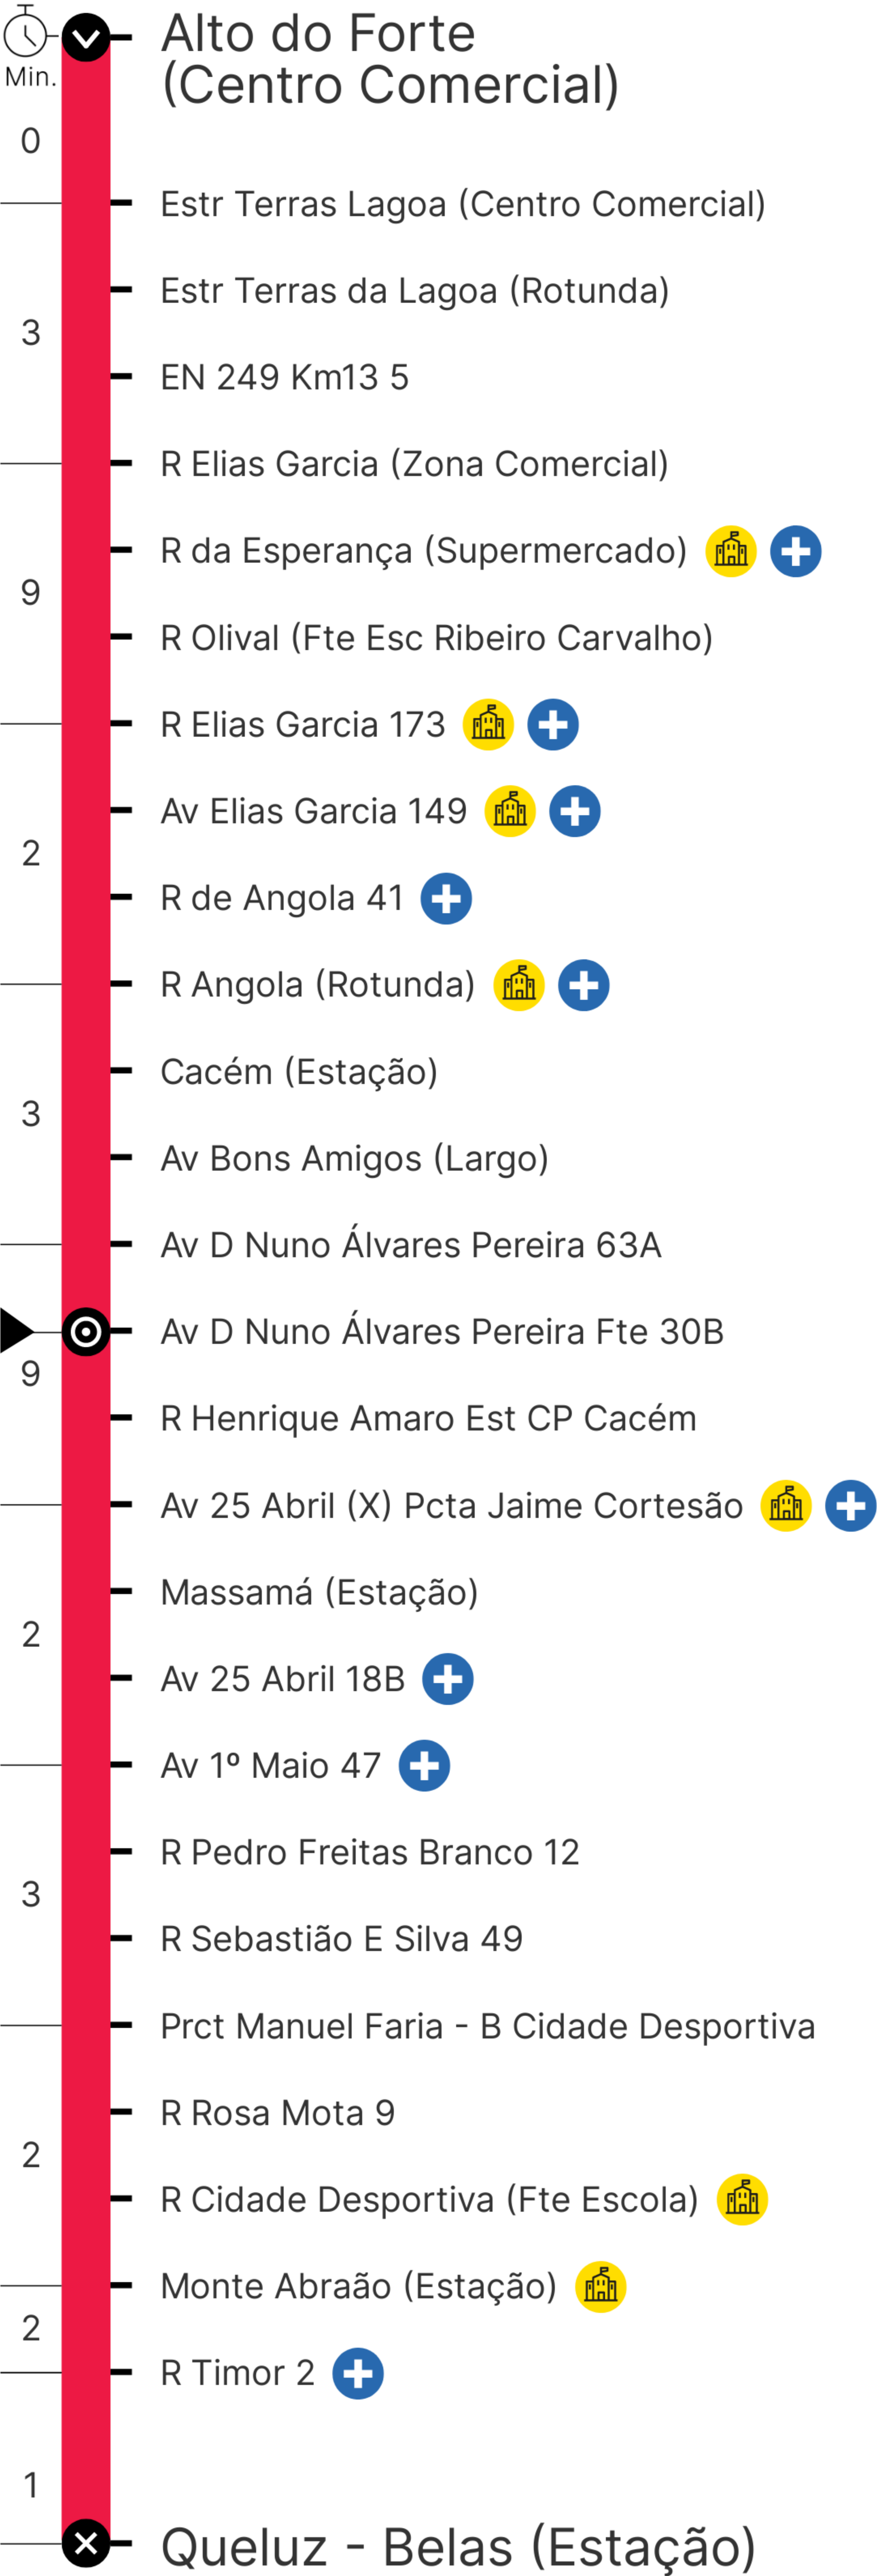 Min.
Alto do Forte
(Centro Comercial)
0
Estr Terras Lagoa (Centro Comercial)
Estr Terras da Lagoa (Rotunda)
3
EN 249 Km13 5
R Elias Garcia (Zona Comercial)
R da Esperança (Supermercado)
9
R Olival (Fte Esc Ribeiro Carvalho)
R Elias Garcia 173
Av Elias Garcia 149
2
R de Angola 41
R Angola (Rotunda)
Cacém (Estação)
3
Av Bons Amigos (Largo)
Av D Nuno Álvares Pereira 63A
Av D Nuno Álvares Pereira Fte 30B
9
R Henrique Amaro Est CP Cacém
Av 25 Abril (X) Pcta Jaime Cortesão
Massamá (Estação)
2
Av 25 Abril 18B
Av 1º Maio 47
R Pedro Freitas Branco 12
3
R Sebastião E Silva 49
Prct Manuel Faria - B Cidade Desportiva
R Rosa Mota 9
2
R Cidade Desportiva (Fte Escola)
Monte Abraão (Estação)
2
R Timor 2
1
Queluz - Belas (Estação)